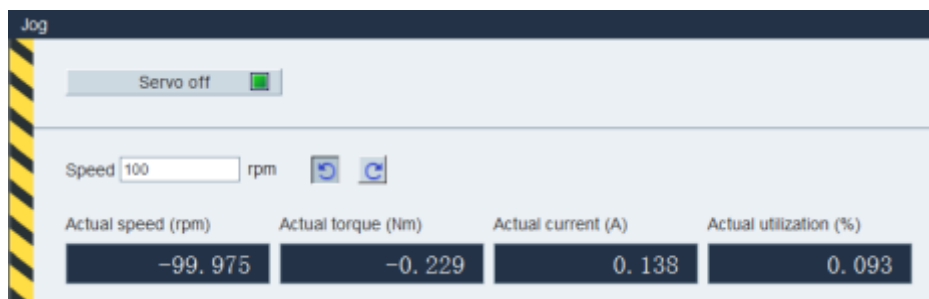 Jog
Servo off
Speed 100 rpm
Actual speed (rpm) Actual torque (Nm) Actual current (A) Actual utilization (%)
-99.975 -0.229 0.138 0.093